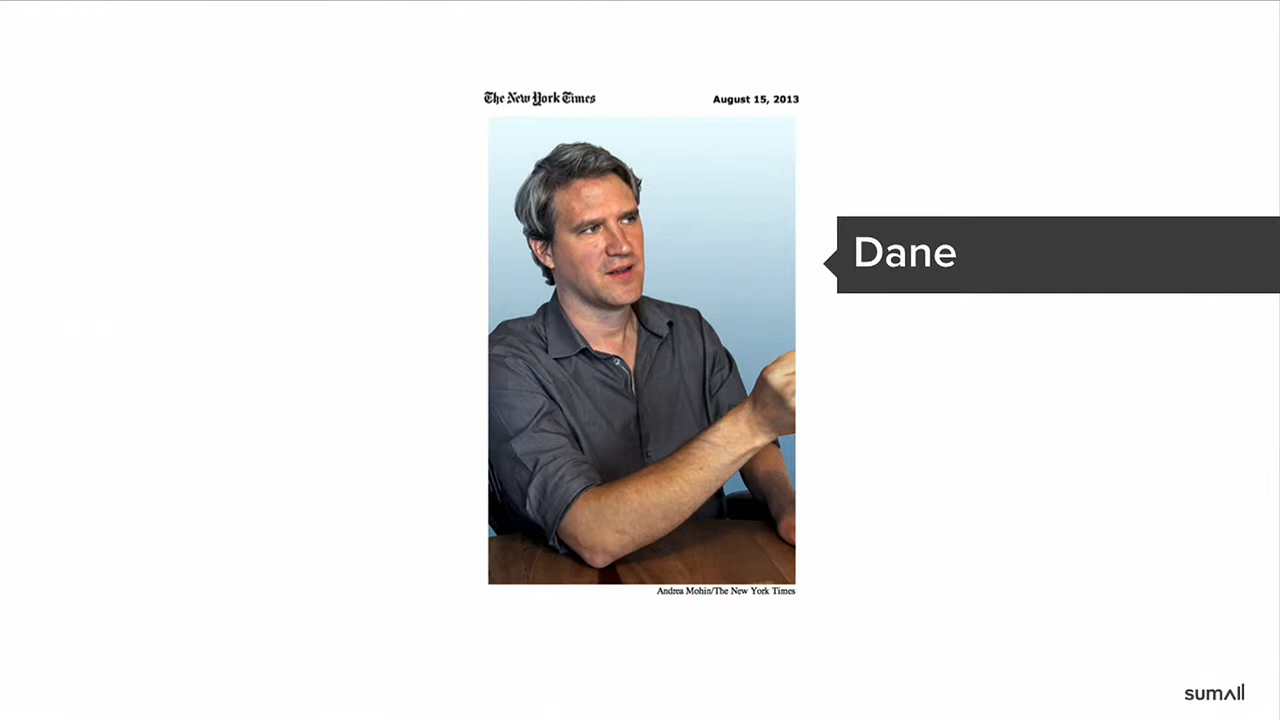 The New York Times
August 15, 2013
Dane
Andrea Mohin/The New York Times
sumall